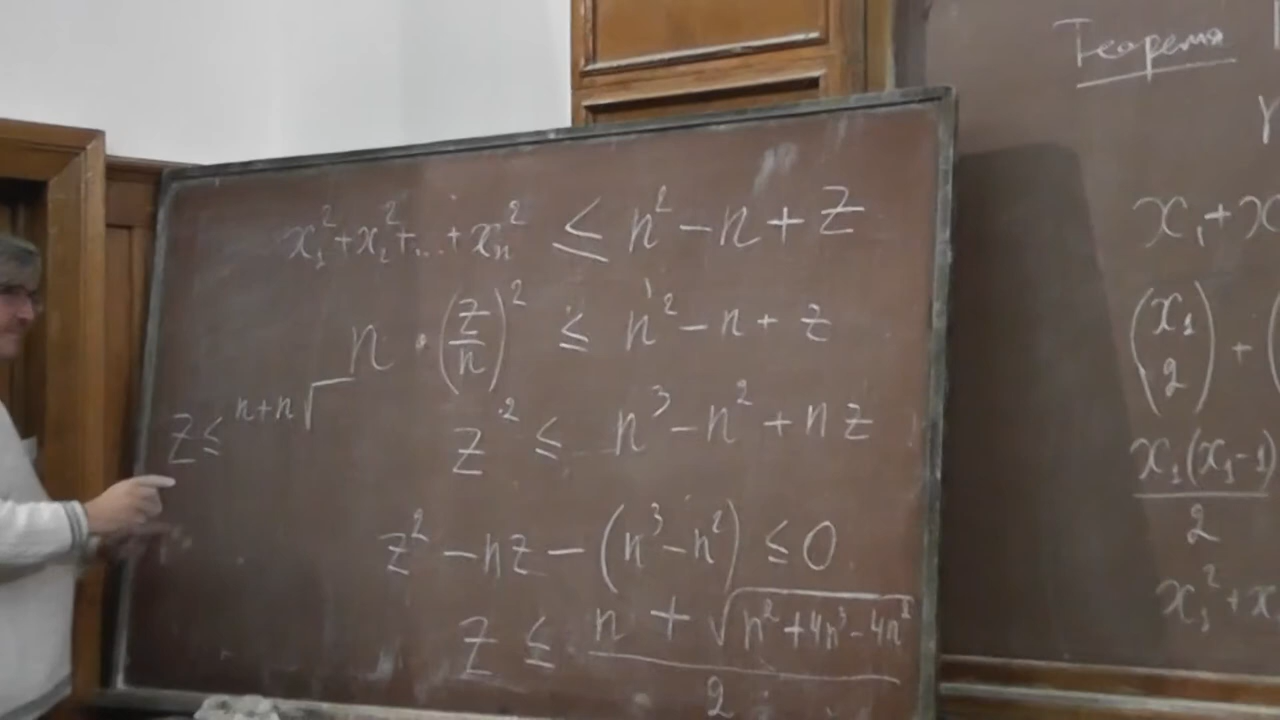 x₁² + x₂² + ... + xₙ² ≤ n² − n + z
n · (z/n)² ≤ n² − n + z
z² ≤ n³ − n² + nz
z ≤ n+n√
z² − nz − (n³ − n²) ≤ 0
z ≤ (n + √(n² + 4n³ − 4n²))/2
Теорема
x₁ + x
(x₁ 2) + (
x₁(x₁−1)/2
x₁² + x